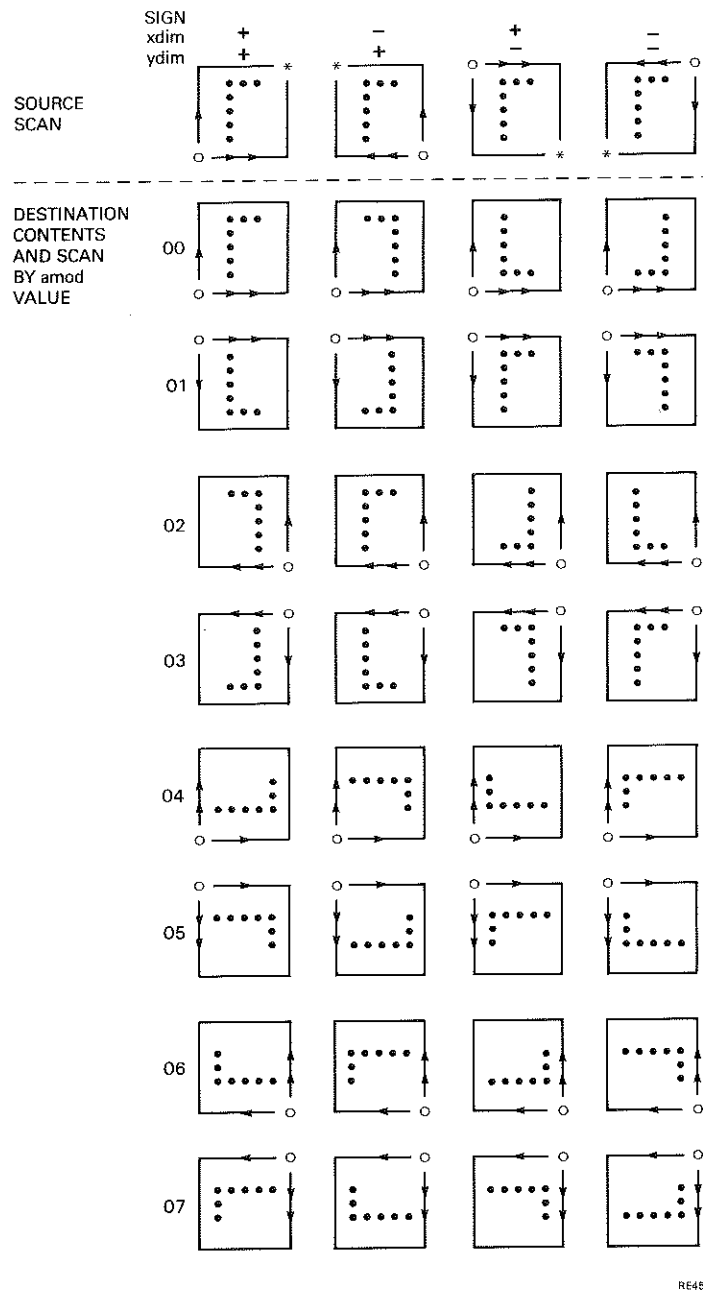 SIGN
xdim + − + −
ydim + + − −
SOURCE
SCAN
DESTINATION
CONTENTS
AND SCAN
BY amod
VALUE
00
01
02
03
04
05
06
07
RE45